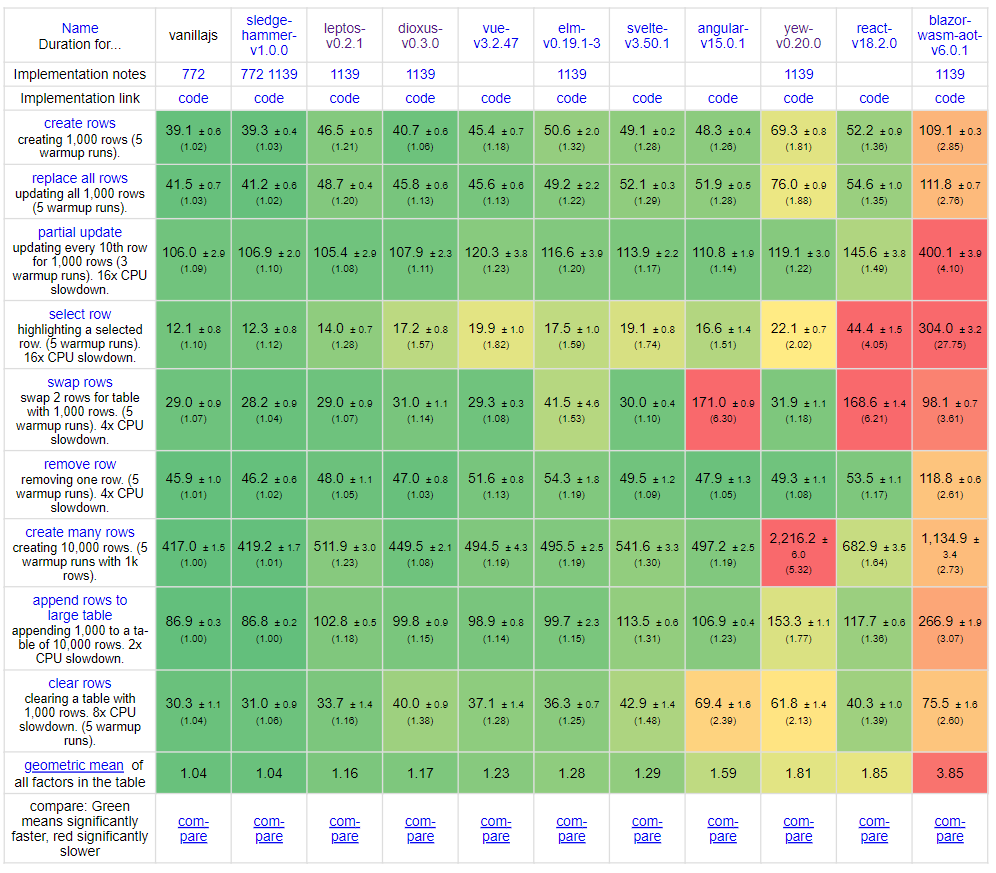 Name
Duration for...
vanillajs
sledge-
hammer-
v1.0.0
leptos-
v0.2.1
dioxus-
v0.3.0
vue-
v3.2.47
elm-
v0.19.1-3
svelte-
v3.50.1
angular-
v15.0.1
yew-
v0.20.0
react-
v18.2.0
blazor-
wasm-aot-
v6.0.1
Implementation notes 772 772 1139 1139 1139 1139 1139 1139
Implementation link code code code code code code code code code code code
create rows
creating 1,000 rows (5
warmup runs).
39.1 ± 0.6 39.3 ± 0.4 46.5 ± 0.5 40.7 ± 0.6 45.4 ± 0.7 50.6 ± 2.0 49.1 ± 0.2 48.3 ± 0.4 69.3 ± 0.8 52.2 ± 0.9 109.1 ± 0.3
(1.02) (1.03) (1.21) (1.06) (1.18) (1.32) (1.28) (1.26) (1.81) (1.36) (2.85)
replace all rows
updating all 1,000 rows
(5 warmup runs).
41.5 ± 0.7 41.2 ± 0.6 48.7 ± 0.4 45.8 ± 0.6 45.6 ± 0.6 49.2 ± 2.2 52.1 ± 0.3 51.9 ± 0.5 76.0 ± 0.9 54.6 ± 1.0 111.8 ± 0.7
(1.03) (1.02) (1.20) (1.13) (1.13) (1.22) (1.29) (1.28) (1.88) (1.35) (2.76)
partial update
updating every 10th row
for 1,000 rows (3
warmup runs). 16x CPU
slowdown.
106.0 ± 2.9 106.9 ± 2.0 105.4 ± 2.9 107.9 ± 2.3 120.3 ± 3.8 116.6 ± 3.9 113.9 ± 2.2 110.8 ± 1.9 119.1 ± 3.0 145.6 ± 3.8 400.1 ± 3.9
(1.09) (1.10) (1.08) (1.11) (1.23) (1.20) (1.17) (1.14) (1.22) (1.49) (4.10)
select row
highlighting a selected
row. (5 warmup runs).
16x CPU slowdown.
12.1 ± 0.8 12.3 ± 0.8 14.0 ± 0.7 17.2 ± 0.8 19.9 ± 1.0 17.5 ± 1.0 19.1 ± 0.8 16.6 ± 1.4 22.1 ± 0.7 44.4 ± 1.5 304.0 ± 3.2
(1.10) (1.12) (1.28) (1.57) (1.82) (1.59) (1.74) (1.51) (2.02) (4.05) (27.75)
swap rows
swap 2 rows for table
with 1,000 rows. (5
warmup runs). 4x CPU
slowdown.
29.0 ± 0.9 28.2 ± 0.9 29.0 ± 0.9 31.0 ± 1.1 29.3 ± 0.3 41.5 ± 4.6 30.0 ± 0.4 171.0 ± 0.9 31.9 ± 1.1 168.6 ± 1.4 98.1 ± 0.7
(1.07) (1.04) (1.07) (1.14) (1.08) (1.53) (1.10) (6.30) (1.18) (6.21) (3.61)
remove row
removing one row. (5
warmup runs). 4x CPU
slowdown.
45.9 ± 1.0 46.2 ± 0.6 48.0 ± 1.1 47.0 ± 0.8 51.6 ± 0.8 54.3 ± 1.8 49.5 ± 1.2 47.9 ± 1.3 49.3 ± 1.1 53.5 ± 1.1 118.8 ± 0.6
(1.01) (1.02) (1.05) (1.03) (1.13) (1.19) (1.09) (1.05) (1.08) (1.17) (2.61)
create many rows
creating 10,000 rows. (5
warmup runs with 1k
rows).
417.0 ± 1.5 419.2 ± 1.7 511.9 ± 3.0 449.5 ± 2.1 494.5 ± 4.3 495.5 ± 2.5 541.6 ± 3.3 497.2 ± 2.5 2,216.2 ± 6.0 682.9 ± 3.5 1,134.9 ± 3.4
(1.00) (1.01) (1.23) (1.08) (1.19) (1.19) (1.30) (1.19) (5.32) (1.64) (2.73)
append rows to
large table
appending 1,000 to a ta-
ble of 10,000 rows. 2x
CPU slowdown.
86.9 ± 0.3 86.8 ± 0.2 102.8 ± 0.5 99.8 ± 0.9 98.9 ± 0.8 99.7 ± 2.3 113.5 ± 0.6 106.9 ± 0.4 153.3 ± 1.1 117.7 ± 0.6 266.9 ± 1.9
(1.00) (1.00) (1.18) (1.15) (1.14) (1.15) (1.31) (1.23) (1.77) (1.36) (3.07)
clear rows
clearing a table with
1,000 rows. 8x CPU
slowdown. (5 warmup
runs).
30.3 ± 1.1 31.0 ± 0.9 33.7 ± 1.4 40.0 ± 0.9 37.1 ± 1.4 36.3 ± 0.7 42.9 ± 1.4 69.4 ± 1.6 61.8 ± 1.4 40.3 ± 1.0 75.5 ± 1.6
(1.04) (1.06) (1.16) (1.38) (1.28) (1.25) (1.48) (2.39) (2.13) (1.39) (2.60)
geometric mean of
all factors in the table
1.04 1.04 1.16 1.17 1.23 1.28 1.29 1.59 1.81 1.85 3.85
compare: Green
means significantly
faster, red significantly
slower
com- com- com- com- com- com- com- com- com- com- com-
pare pare pare pare pare pare pare pare pare pare pare